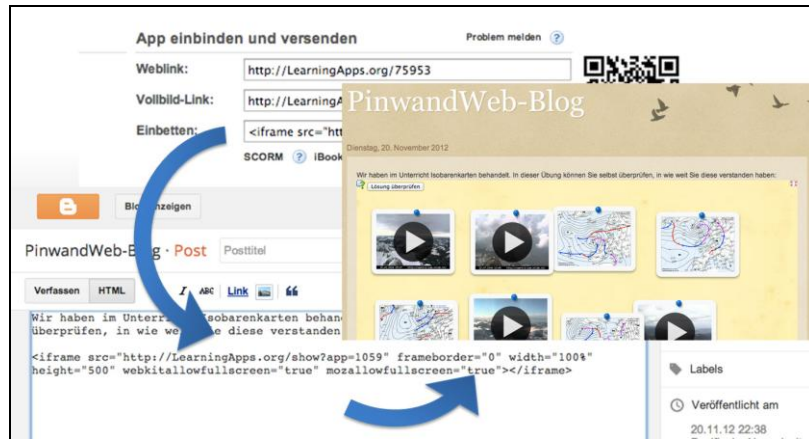 App einbinden und versenden
Problem melden ?
Weblink:
http://LearningApps.org/75953
Vollbild-Link:
http://LearningA
Einbetten:
<iframe src="htt
SCORM ? iBook
PinwandWeb-Blog
Dienstag, 20. November 2012
Wir haben im Unterricht Isobarenkarten behandelt. In dieser Übung können Sie selbst überprüfen, in wie weit Sie diese verstanden haben:
Lösung überprüfen
anzeigen
PinwandWeb-Blog · Post
Posttitel
Verfassen HTML
I ABC Link
Wir haben im Unterricht Isobarenkarten behan
überprüfen, in wie we diese verstanden
<iframe src="http://LearningApps.org/show?app=1059" frameborder="0" width="100%"
height="500" webkitallowfullscreen="true" mozallowfullscreen="true"></iframe>
Labels
Veröffentlicht am
20.11.12 22:38